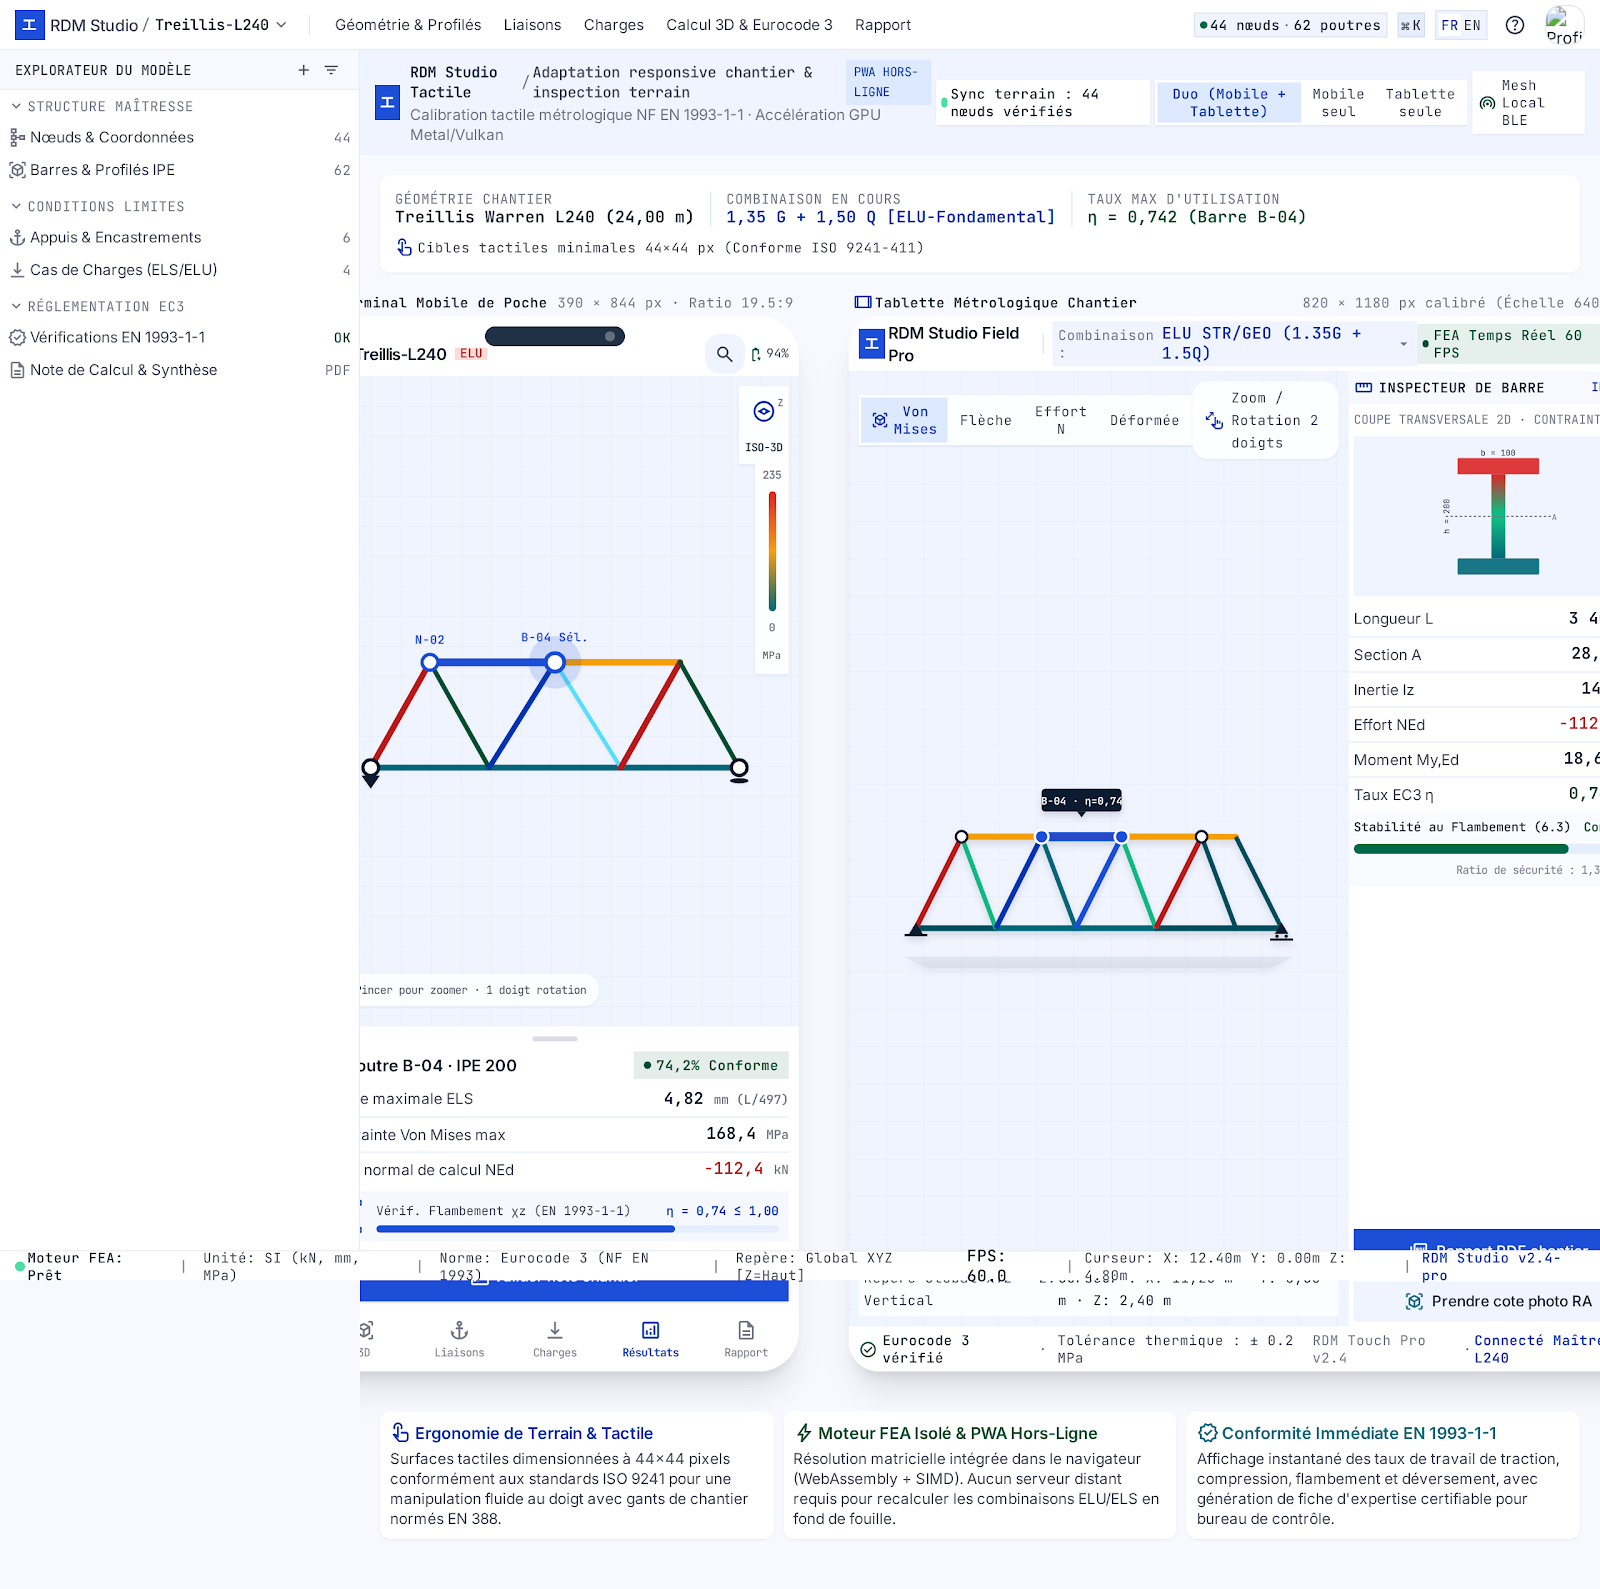 RDM Studio / Treillis-L240
Géométrie & Profilés
Liaisons
Charges
Calcul 3D & Eurocode 3
Rapport
44 nœuds · 62 poutres
⌘K
FR EN
Profi
EXPLORATEUR DU MODÈLE
STRUCTURE MAÎTRESSE
Nœuds & Coordonnées 44
Barres & Profilés IPE 62
CONDITIONS LIMITES
Appuis & Encastrements 6
Cas de Charges (ELS/ELU) 4
RÉGLEMENTATION EC3
Vérifications EN 1993-1-1 OK
Note de Calcul & Synthèse PDF
RDM Studio
Tactile
/
Adaptation responsive chantier &
inspection terrain
PWA HORS-
LIGNE
Calibration tactile métrologique NF EN 1993-1-1 · Accélération GPU
Metal/Vulkan
Sync terrain : 44
nœuds vérifiés
Duo (Mobile +
Tablette)
Mobile
seul
Tablette
seule
Mesh
Local
BLE
GÉOMÉTRIE CHANTIER
Treillis Warren L240 (24,00 m)
COMBINAISON EN COURS
1,35 G + 1,50 Q [ELU-Fondamental]
TAUX MAX D'UTILISATION
η = 0,742 (Barre B-04)
Cibles tactiles minimales 44×44 px (Conforme ISO 9241-411)
rminal Mobile de Poche 390 × 844 px · Ratio 19.5:9
Treillis-L240 ELU
94%
Z
ISO-3D
235
0
MPa
N-02
B-04 Sél.
Pincer pour zoomer · 1 doigt rotation
outre B-04 · IPE 200
74,2% Conforme
e maximale ELS 4,82 mm (L/497)
ainte Von Mises max 168,4 MPa
normal de calcul NEd -112,4 kN
Vérif. Flambement χz (EN 1993-1-1) η = 0,74 ≤ 1,00
3D
Liaisons
Charges
Résultats
Rapport
Tablette Métrologique Chantier 820 × 1180 px calibré (Échelle 640
RDM Studio Field
Pro
Combinaison
:
ELU STR/GEO (1.35G +
1.5Q)
FEA Temps Réel 60
FPS
Von
Mises
Flèche
Effort
N
Déformée
Zoom /
Rotation 2
doigts
B-04 · η=0,74
INSPECTEUR DE BARRE
COUPE TRANSVERSALE 2D · CONTRAINT
b = 100
h = 200
A
Longueur L 3 4
Section A 28,
Inertie Iz 14
Effort NEd -112
Moment My,Ed 18,6
Taux EC3 η 0,7
Stabilité au Flambement (6.3) Co
Ratio de sécurité : 1,3
Vertical
m · Z: 2,40 m
Prendre cote photo RA
Eurocode 3
vérifié
·
Tolérance thermique : ± 0.2
MPa
RDM Touch Pro
v2.4
·
Connecté Maître
L240
Moteur FEA:
Prêt
|
Unité: SI (kN, mm,
MPa)
|
Norme: Eurocode 3 (NF EN
1993)
|
Repère: Global XYZ
[Z=Haut]
FPS:
60.0
|
Curseur: X: 12.40m Y: 0.00m Z:
4.80m
|
RDM Studio v2.4-
pro
Ergonomie de Terrain & Tactile
Surfaces tactiles dimensionnées à 44×44 pixels
conformément aux standards ISO 9241 pour une
manipulation fluide au doigt avec gants de chantier
normés EN 388.
Moteur FEA Isolé & PWA Hors-Ligne
Résolution matricielle intégrée dans le navigateur
(WebAssembly + SIMD). Aucun serveur distant
requis pour recalculer les combinaisons ELU/ELS en
fond de fouille.
Conformité Immédiate EN 1993-1-1
Affichage instantané des taux de travail de traction,
compression, flambement et déversement, avec
génération de fiche d'expertise certifiable pour
bureau de contrôle.